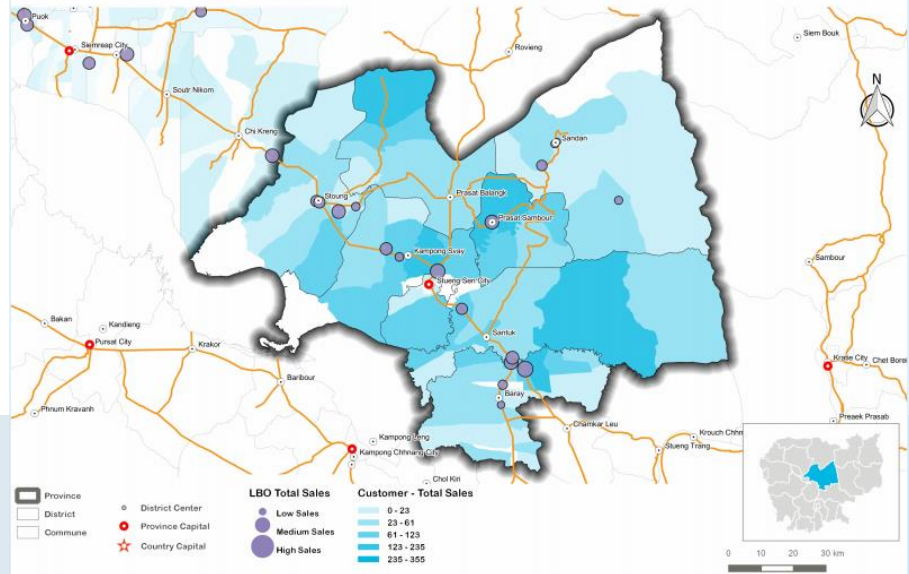 Puok
Siemreap City
Soutr Nikom
Chi Kreng
Rovieng
Siem Bouk
N
Sandan
Stoung
Prasat Balangk
Prasat Sambour
Kampong Svay
Stueng Sen City
Sambour
Santuk
Bakan
Kandieng
Pursat City
Krakor
Baribour
Baray
Kratie City
Chet Borei
Phnum Kravanh
Kampong Leng
Kampong Chhnang City
Chol Kiri
Chamkar Leu
Stueng Trang
Krouch Chhm
Preaek Prasab
Province
District
Commune
District Center
Province Capital
Country Capital
LBO Total Sales
Low Sales
Medium Sales
High Sales
Customer - Total Sales
0 - 23
23 - 61
61 - 123
123 - 235
235 - 355
0 10 20 30 km